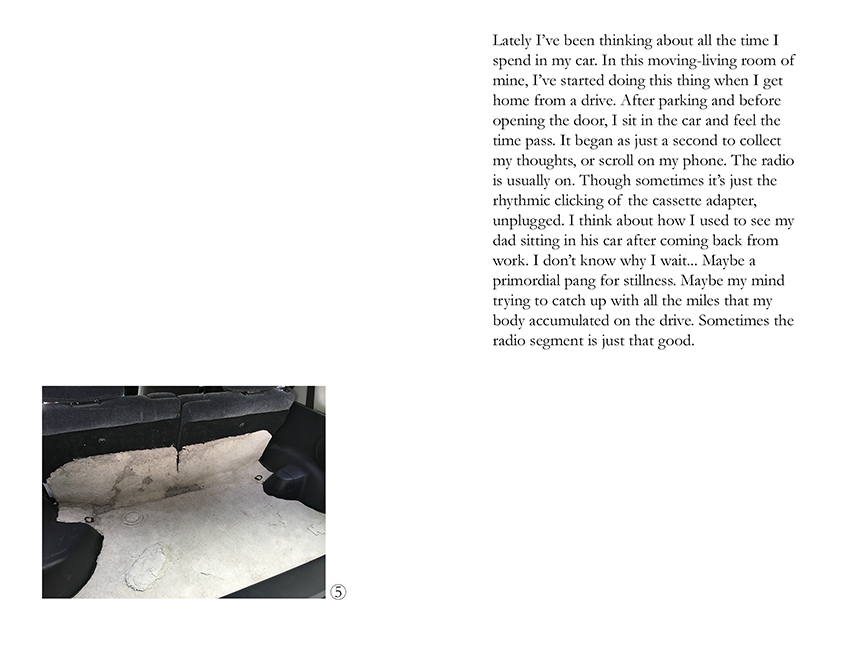 Lately I've been thinking about all the time I
spend in my car. In this moving-living room of
mine, I've started doing this thing when I get
home from a drive. After parking and before
opening the door, I sit in the car and feel the
time pass. It began as just a second to collect
my thoughts, or scroll on my phone. The radio
is usually on. Though sometimes it's just the
rhythmic clicking of the cassette adapter,
unplugged. I think about how I used to see my
dad sitting in his car after coming back from
work. I don't know why I wait... Maybe a
primordial pang for stillness. Maybe my mind
trying to catch up with all the miles that my
body accumulated on the drive. Sometimes the
radio segment is just that good.
⑤